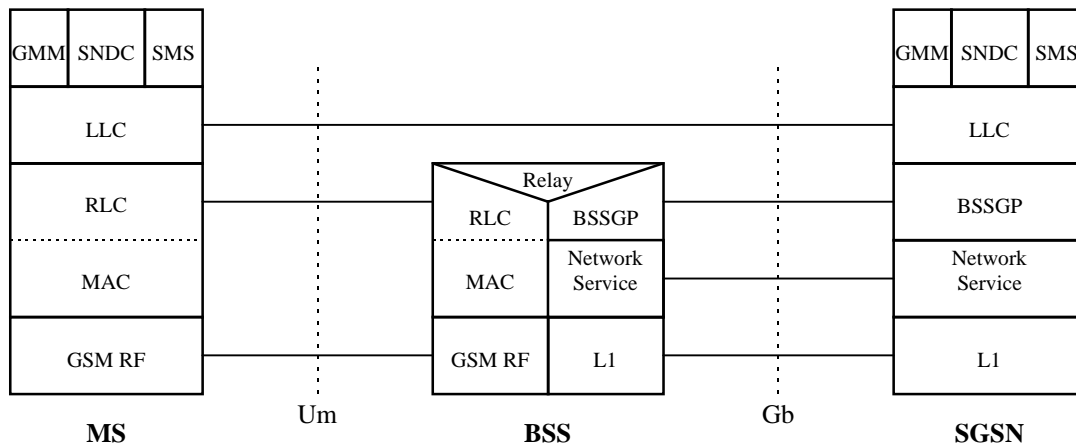 GMM SNDC SMS
GMM SNDC SMS
LLC
LLC
Relay
RLC
RLC
BSSGP
BSSGP
MAC
MAC
Network
Service
Network
Service
GSM RF
GSM RF
L1
L1
Um
Gb
MS
BSS
SGSN